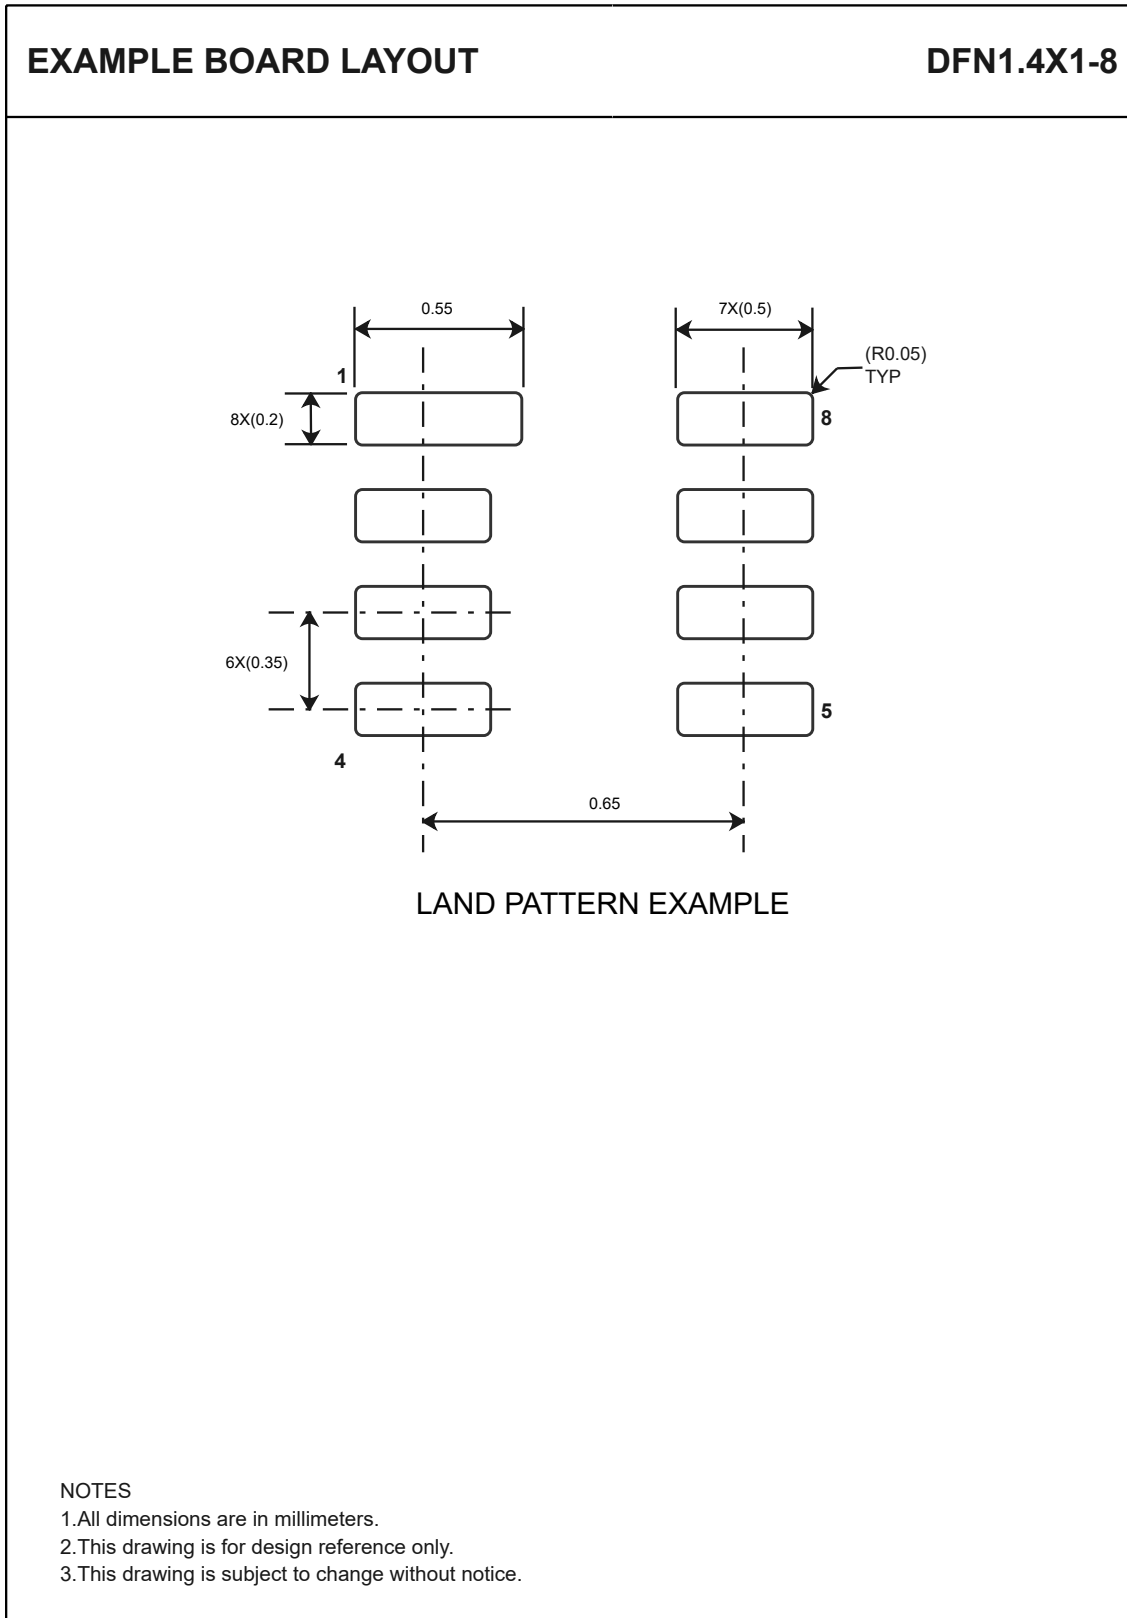 EXAMPLE BOARD LAYOUT
DFN1.4X1-8
0.55
7X(0.5)
(R0.05)
TYP
1
8X(0.2)
8
6X(0.35)
5
4
0.65
LAND PATTERN EXAMPLE
NOTES
1.All dimensions are in millimeters.
2.This drawing is for design reference only.
3.This drawing is subject to change without notice.